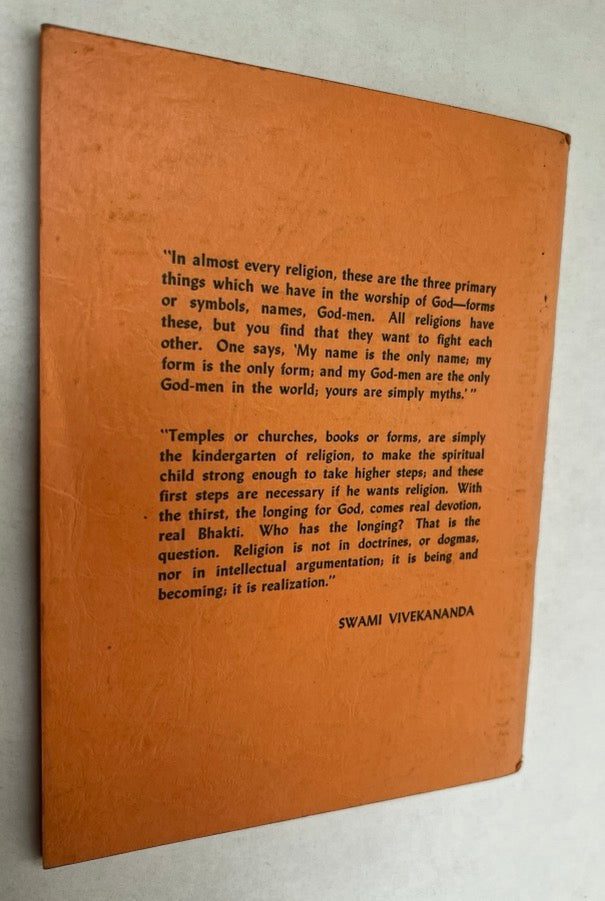 "In almost every religion, these are the three primary
things which we have in the worship of God—forms
or symbols, names, God-men. All religions have
these, but you find that they want to fight each
other. One says, 'My name is the only name; my
form is the only form; and my God-men are the only
God-men in the world; yours are simply myths.' "
"Temples or churches, books or forms, are simply
the kindergarten of religion, to make the spiritual
child strong enough to take higher steps; and these
first steps are necessary if he wants religion. With
the thirst, the longing for God, comes real devotion,
real Bhakti. Who has the longing? That is the
question. Religion is not in doctrines, or dogmas,
nor in intellectual argumentation; it is being and
becoming; it is realization."
SWAMI VIVEKANANDA